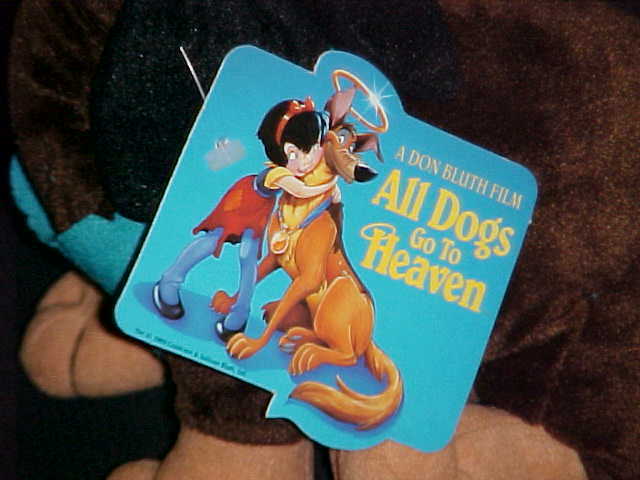 A DON BLUTH FILM
All Dogs
Go To
Heaven